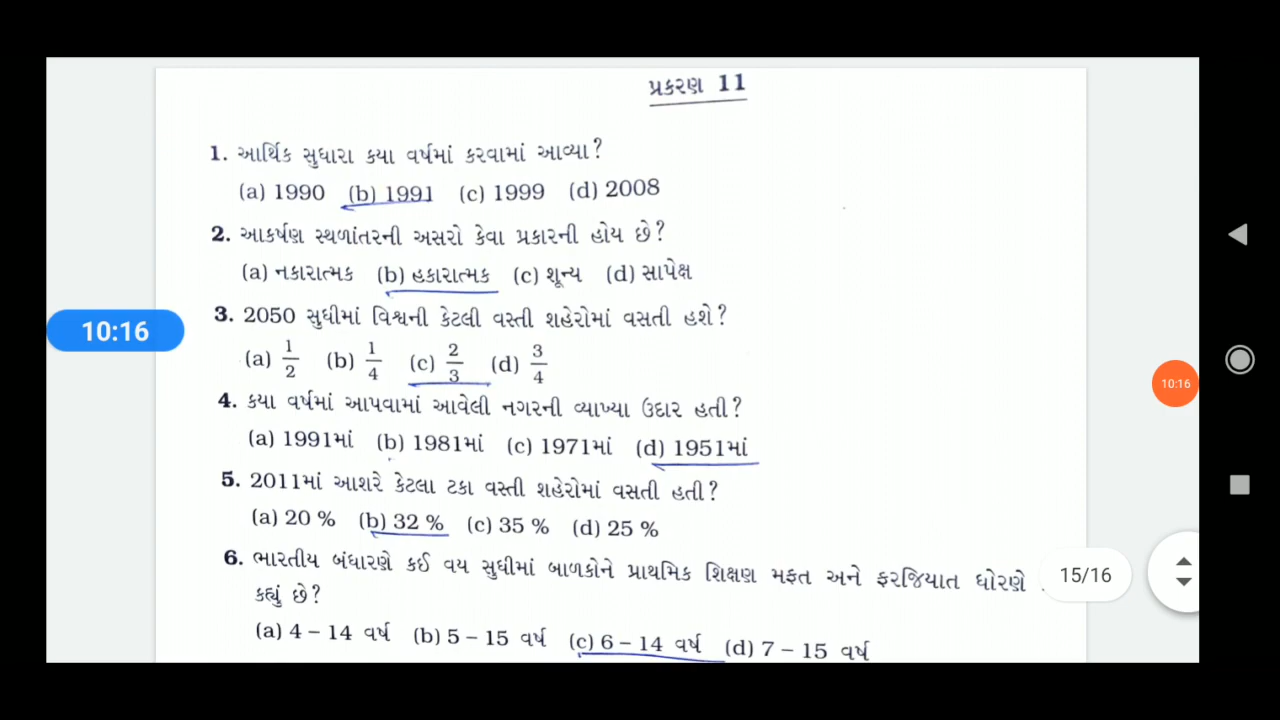 પ્રકરણ 11
1. આર્થિક સુધારા કયા વર્ષમાં કરવામાં આવ્યા?
(a) 1990 (b) 1991 (c) 1999 (d) 2008
2. આકર્ષણ સ્થળાંતરની અસરો કેવા પ્રકારની હોય છે?
(a) નકારાત્મક (b) હકારાત્મક (c) શૂન્ય (d) સાપેક્ષ
3. 2050 સુધીમાં વિશ્વની કેટલી વસ્તી શહેરોમાં વસતી હશે?
10:16
(a) 1/2 (b) 1/4 (c) 2/3 (d) 3/4
10:16
4. કયા વર્ષમાં આપવામાં આવેલી નગરની વ્યાખ્યા ઉદાર હતી?
(a) 1991માં (b) 1981માં (c) 1971માં (d) 1951માં
5. 2011માં આશરે કેટલા ટકા વસ્તી શહેરોમાં વસતી હતી?
(a) 20 % (b) 32 % (c) 35 % (d) 25 %
6. ભારતીય બંધારણે કઈ વય સુધીમાં બાળકોને પ્રાથમિક શિક્ષણ મફત અને ફરજિયાત ધોરણે
15/16
કહ્યું છે?
(a) 4 – 14 વર્ષ (b) 5 – 15 વર્ષ (c) 6 – 14 વર્ષ (d) 7 – 15 વર્ષ